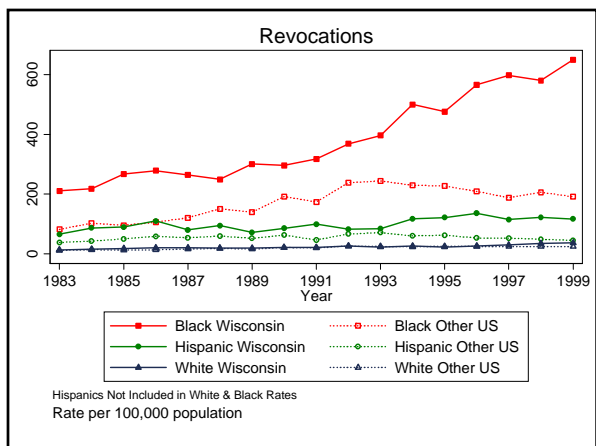 Revocations
600
400
200
0
1983 1985 1987 1989 1991 1993 1995 1997 1999
Year
Black Wisconsin Black Other US
Hispanic Wisconsin Hispanic Other US
White Wisconsin White Other US
Hispanics Not Included in White & Black Rates
Rate per 100,000 population